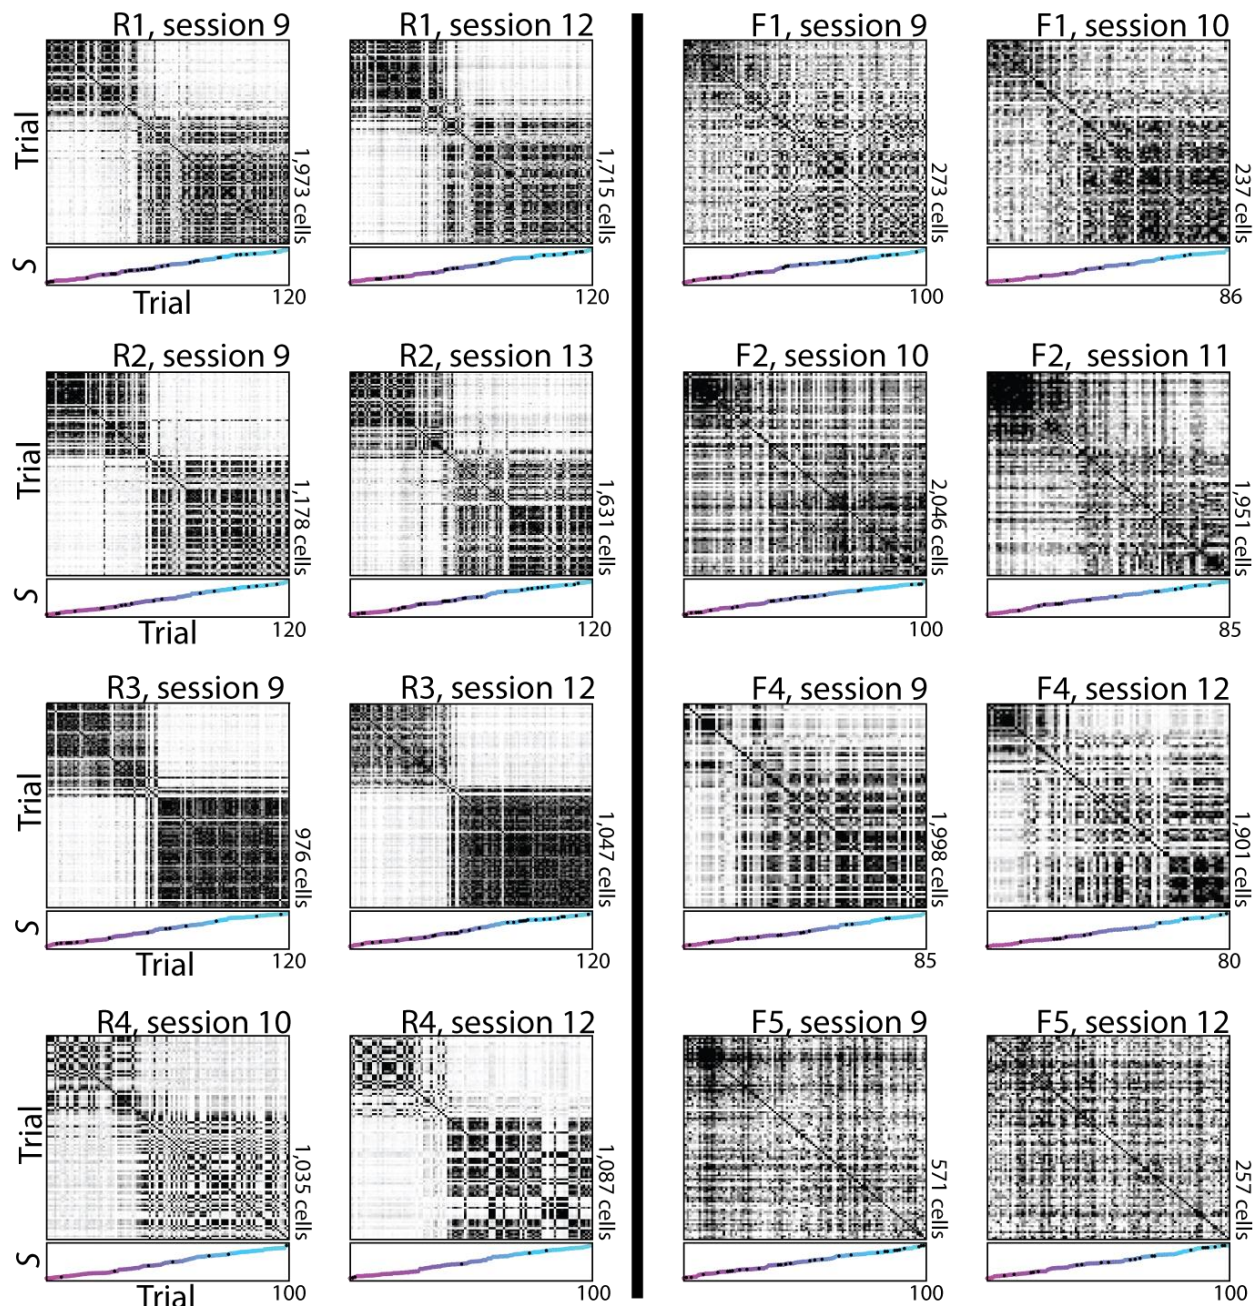 R1, session 9
R1, session 12
F1, session 9
F1, session 10
Trial
1,973 cells
1,715 cells
273 cells
237 cells
S
Trial
120
120
100
86
R2, session 9
R2, session 13
F2, session 10
F2, session 11
Trial
1,178 cells
1,631 cells
2,046 cells
1,951 cells
S
Trial
120
120
100
85
R3, session 9
R3, session 12
F4, session 9
F4, session 12
Trial
976 cells
1,047 cells
1,998 cells
1,901 cells
S
Trial
120
120
85
80
R4, session 10
R4, session 12
F5, session 9
F5, session 12
Trial
1,035 cells
1,087 cells
571 cells
257 cells
S
Trial
100
100
100
100